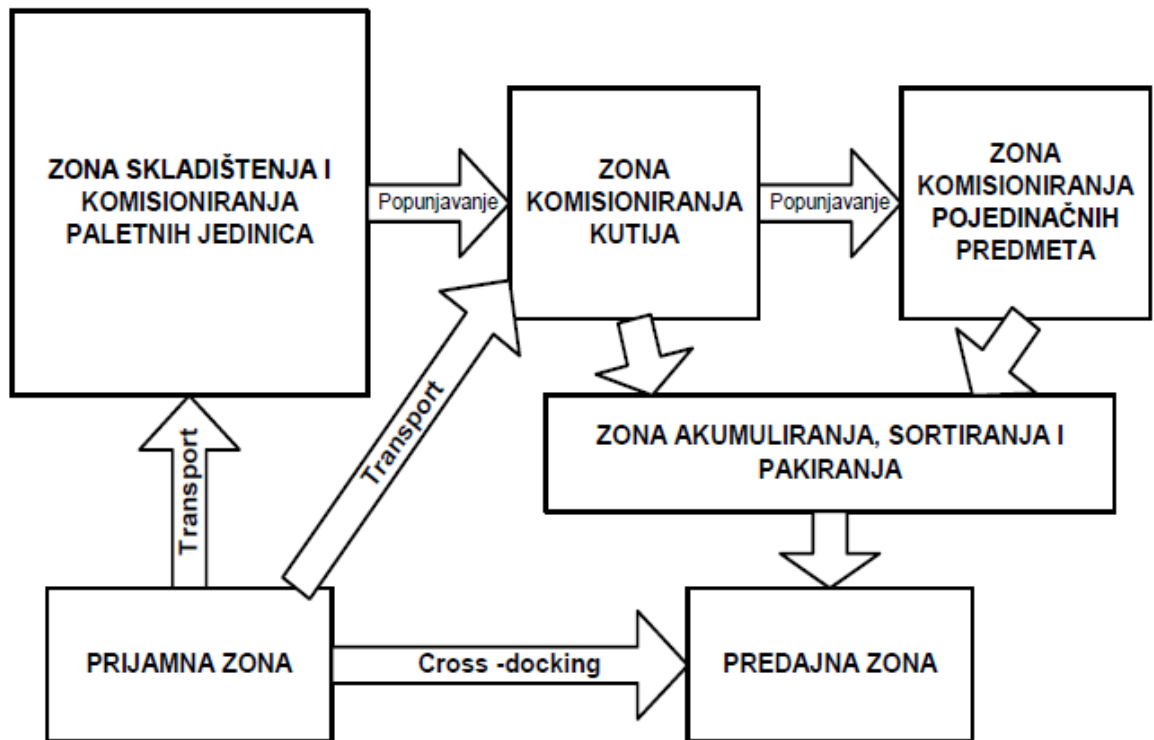 ZONA SKLADIŠTENJA I
KOMISIONIRANJA
PALETNIH JEDINICA
Popunjavanje
ZONA
KOMISIONIRANJA
KUTIJA
Popunjavanje
ZONA
KOMISIONIRANJA
POJEDINAČNIH
PREDMETA
Transport
Transport
ZONA AKUMULIRANJA, SORTIRANJA I
PAKIRANJA
PRIJAMNA ZONA
Cross -docking
PREDAJNA ZONA